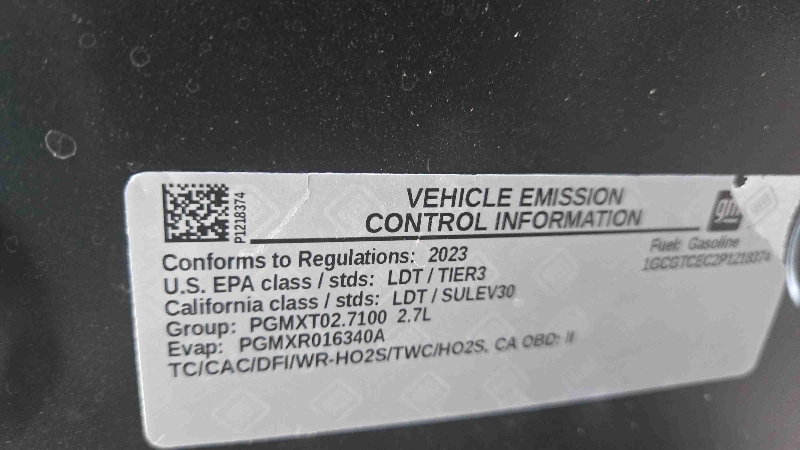 P1218374
VEHICLE EMISSION
CONTROL INFORMATION
gm
Fuel: Gasoline
1GCGTCEC2P1218374
Conforms to Regulations: 2023
U.S. EPA class / stds: LDT / TIER3
California class / stds: LDT / SULEV30
Group: PGMXT02.7100 2.7L
Evap: PGMXR016340A
TC/CAC/DFI/WR-HO2S/TWC/HO2S, CA OBD: II